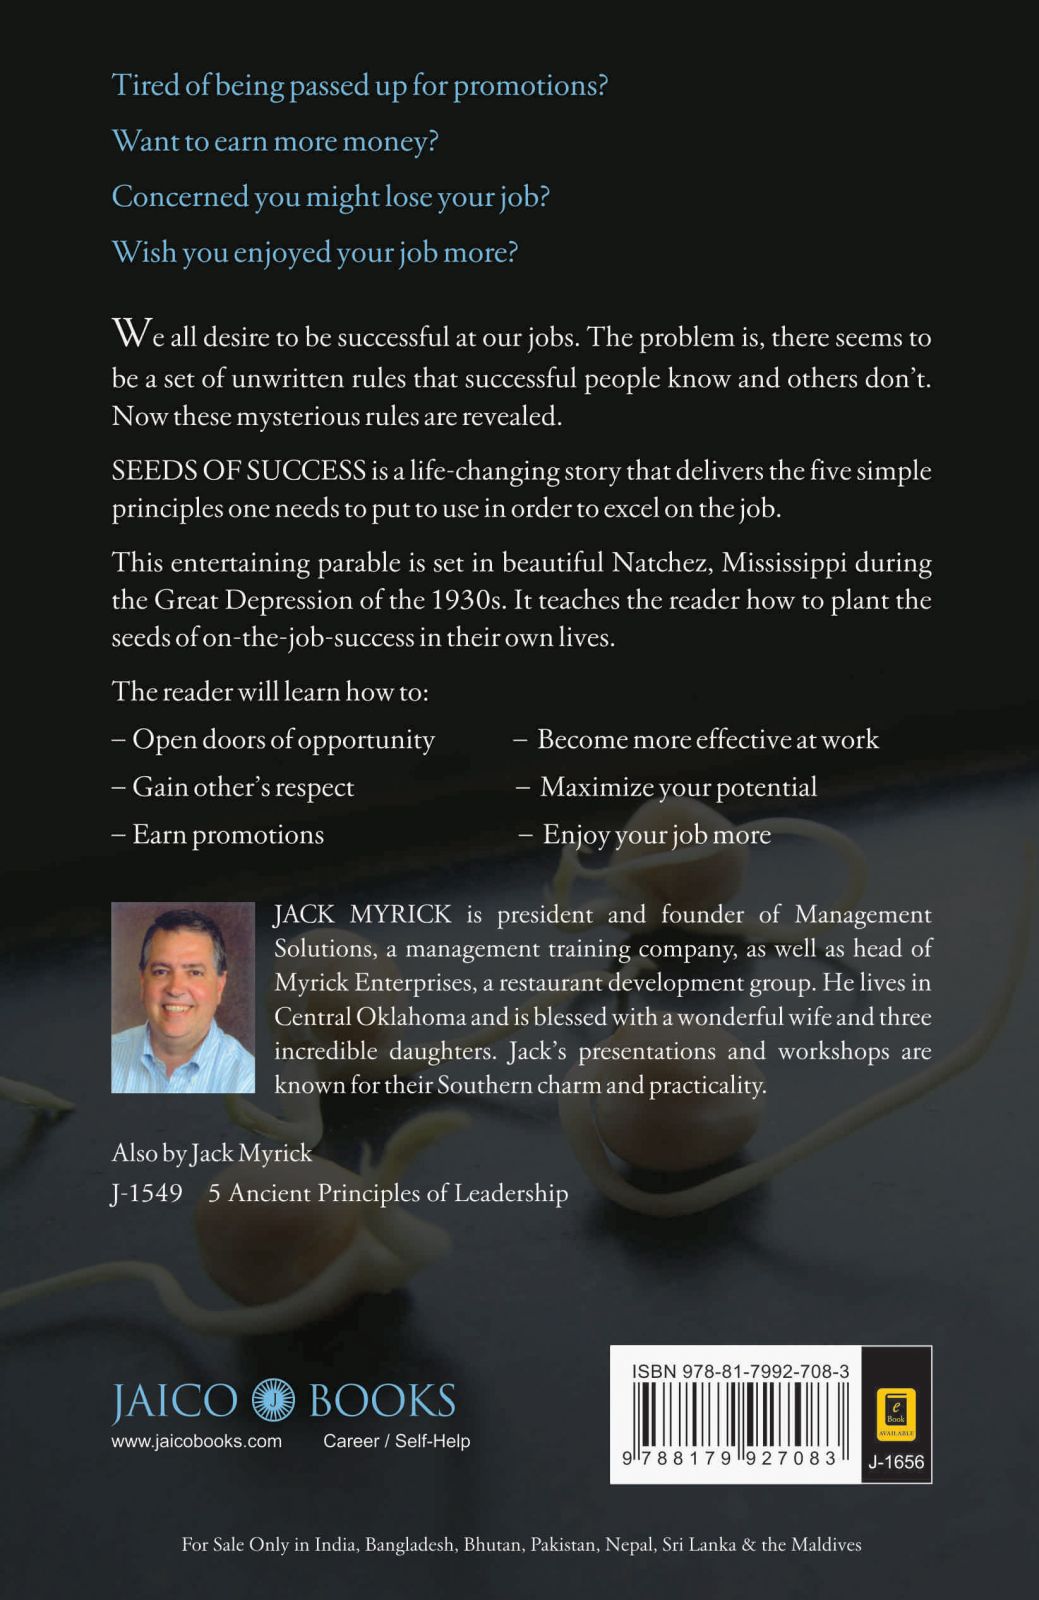 Tired of being passed up for promotions?
Want to earn more money?
Concerned you might lose your job?
Wish you enjoyed your job more?
We all desire to be successful at our jobs. The problem is, there seems to
be a set of unwritten rules that successful people know and others don't.
Now these mysterious rules are revealed.
SEEDS OF SUCCESS is a life-changing story that delivers the five simple
principles one needs to put to use in order to excel on the job.
This entertaining parable is set in beautiful Natchez, Mississippi during
the Great Depression of the 1930s. It teaches the reader how to plant the
seeds of on-the-job-success in their own lives.
The reader will learn how to:
– Open doors of opportunity – Become more effective at work
– Gain other's respect – Maximize your potential
– Earn promotions – Enjoy your job more
JACK MYRICK is president and founder of Management
Solutions, a management training company, as well as head of
Myrick Enterprises, a restaurant development group. He lives in
Central Oklahoma and is blessed with a wonderful wife and three
incredible daughters. Jack's presentations and workshops are
known for their Southern charm and practicality.
Also by Jack Myrick
J-1549 5 Ancient Principles of Leadership
JAICO J BOOKS
www.jaicobooks.com Career / Self-Help
ISBN 978-81-7992-708-3
9 788179 927083
e
Book
AVAILABLE
J-1656
For Sale Only in India, Bangladesh, Bhutan, Pakistan, Nepal, Sri Lanka & the Maldives